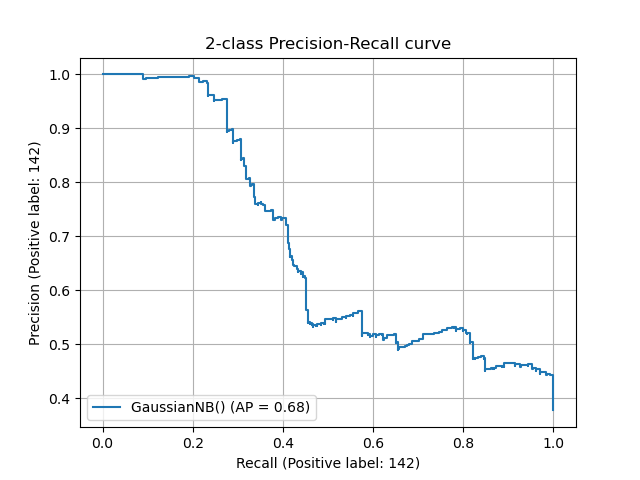 2-class Precision-Recall curve
1.0
0.9
0.8
0.7
0.6
0.5
0.4
Precision (Positive label: 142)
GaussianNB() (AP = 0.68)
0.0 0.2 0.4 0.6 0.8 1.0
Recall (Positive label: 142)